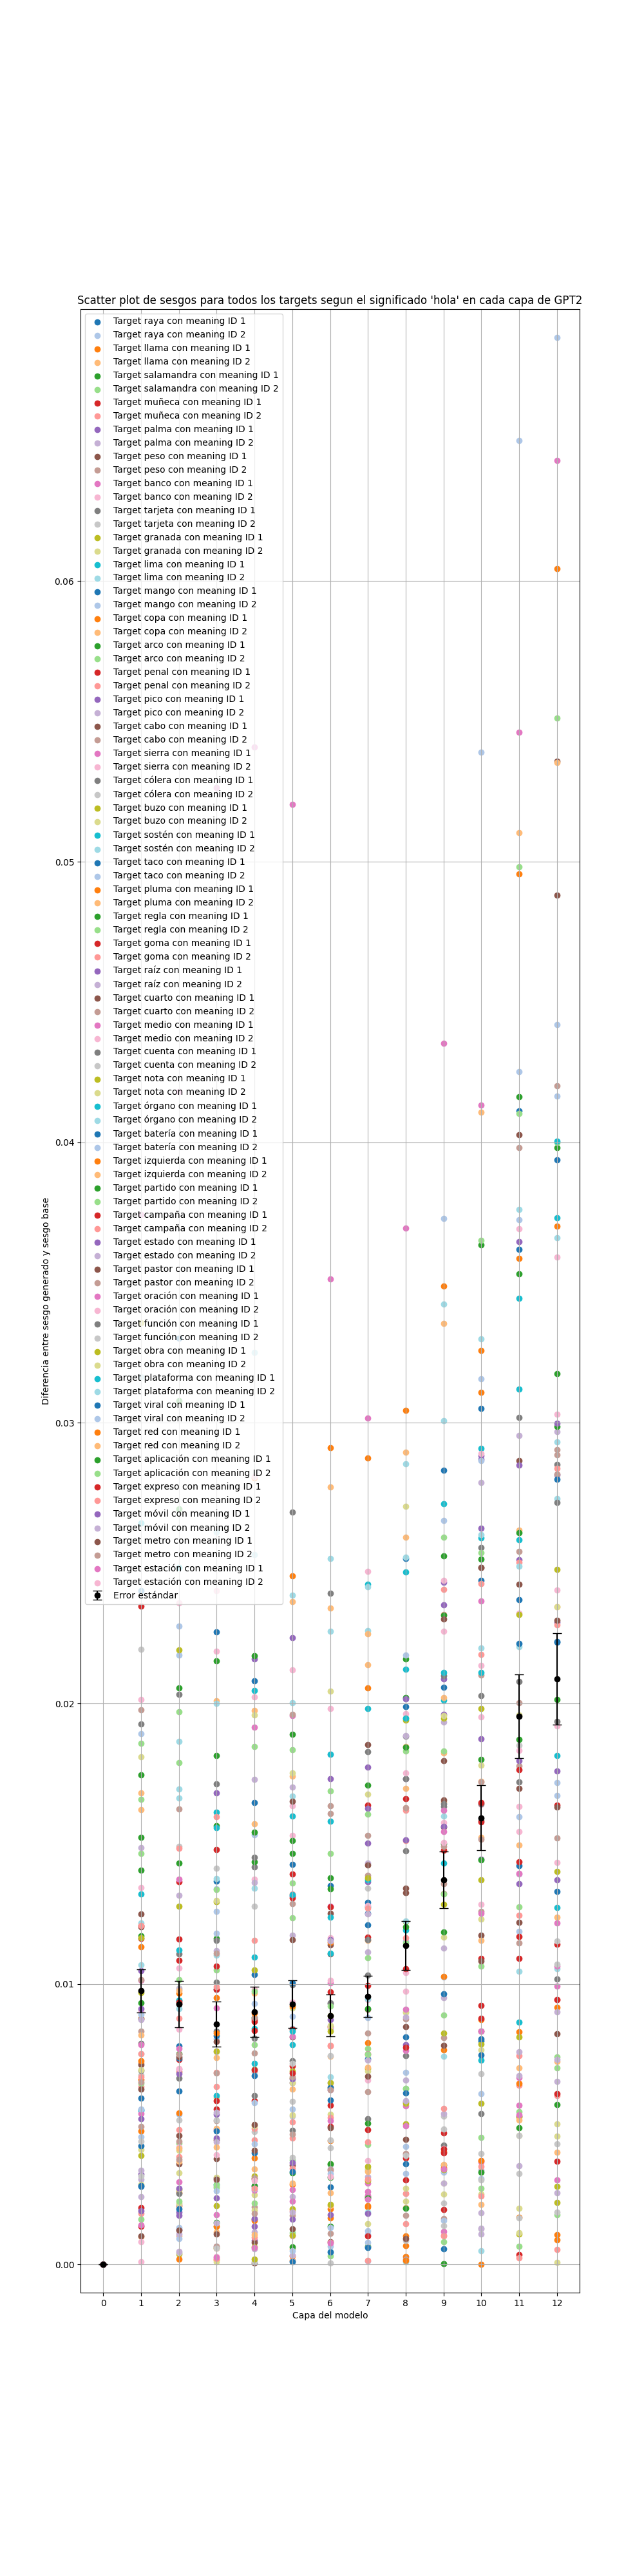 Scatter plot de sesgos para todos los targets segun el significado 'hola' en cada capa de GPT2
Target raya con meaning ID 1
Target raya con meaning ID 2
Target llama con meaning ID 1
Target llama con meaning ID 2
Target salamandra con meaning ID 1
Target salamandra con meaning ID 2
Target muñeca con meaning ID 1
Target muñeca con meaning ID 2
Target palma con meaning ID 1
Target palma con meaning ID 2
Target peso con meaning ID 1
Target peso con meaning ID 2
Target banco con meaning ID 1
Target banco con meaning ID 2
Target tarjeta con meaning ID 1
Target tarjeta con meaning ID 2
Target granada con meaning ID 1
Target granada con meaning ID 2
Target lima con meaning ID 1
Target lima con meaning ID 2
Target mango con meaning ID 1
Target mango con meaning ID 2
Target copa con meaning ID 1
Target copa con meaning ID 2
Target arco con meaning ID 1
Target arco con meaning ID 2
Target penal con meaning ID 1
Target penal con meaning ID 2
Target pico con meaning ID 1
Target pico con meaning ID 2
Target cabo con meaning ID 1
Target cabo con meaning ID 2
Target sierra con meaning ID 1
Target sierra con meaning ID 2
Target cólera con meaning ID 1
Target cólera con meaning ID 2
Target buzo con meaning ID 1
Target buzo con meaning ID 2
Target sostén con meaning ID 1
Target sostén con meaning ID 2
Target taco con meaning ID 1
Target taco con meaning ID 2
Target pluma con meaning ID 1
Target pluma con meaning ID 2
Target regla con meaning ID 1
Target regla con meaning ID 2
Target goma con meaning ID 1
Target goma con meaning ID 2
Target raíz con meaning ID 1
Target raíz con meaning ID 2
Target cuarto con meaning ID 1
Target cuarto con meaning ID 2
Target medio con meaning ID 1
Target medio con meaning ID 2
Target cuenta con meaning ID 1
Target cuenta con meaning ID 2
Target nota con meaning ID 1
Target nota con meaning ID 2
Target órgano con meaning ID 1
Target órgano con meaning ID 2
Target batería con meaning ID 1
Target batería con meaning ID 2
Target izquierda con meaning ID 1
Target izquierda con meaning ID 2
Target partido con meaning ID 1
Target partido con meaning ID 2
Target campaña con meaning ID 1
Target campaña con meaning ID 2
Target estado con meaning ID 1
Target estado con meaning ID 2
Target pastor con meaning ID 1
Target pastor con meaning ID 2
Target oración con meaning ID 1
Target oración con meaning ID 2
Target función con meaning ID 1
Target función con meaning ID 2
Target obra con meaning ID 1
Target obra con meaning ID 2
Target plataforma con meaning ID 1
Target plataforma con meaning ID 2
Target viral con meaning ID 1
Target viral con meaning ID 2
Target red con meaning ID 1
Target red con meaning ID 2
Target aplicación con meaning ID 1
Target aplicación con meaning ID 2
Target expreso con meaning ID 1
Target expreso con meaning ID 2
Target móvil con meaning ID 1
Target móvil con meaning ID 2
Target metro con meaning ID 1
Target metro con meaning ID 2
Target estación con meaning ID 1
Target estación con meaning ID 2
Error estándar
Diferencia entre sesgo generado y sesgo base
0.06
0.05
0.04
0.03
0.02
0.01
0.00
0 1 2 3 4 5 6 7 8 9 10 11 12
Capa del modelo